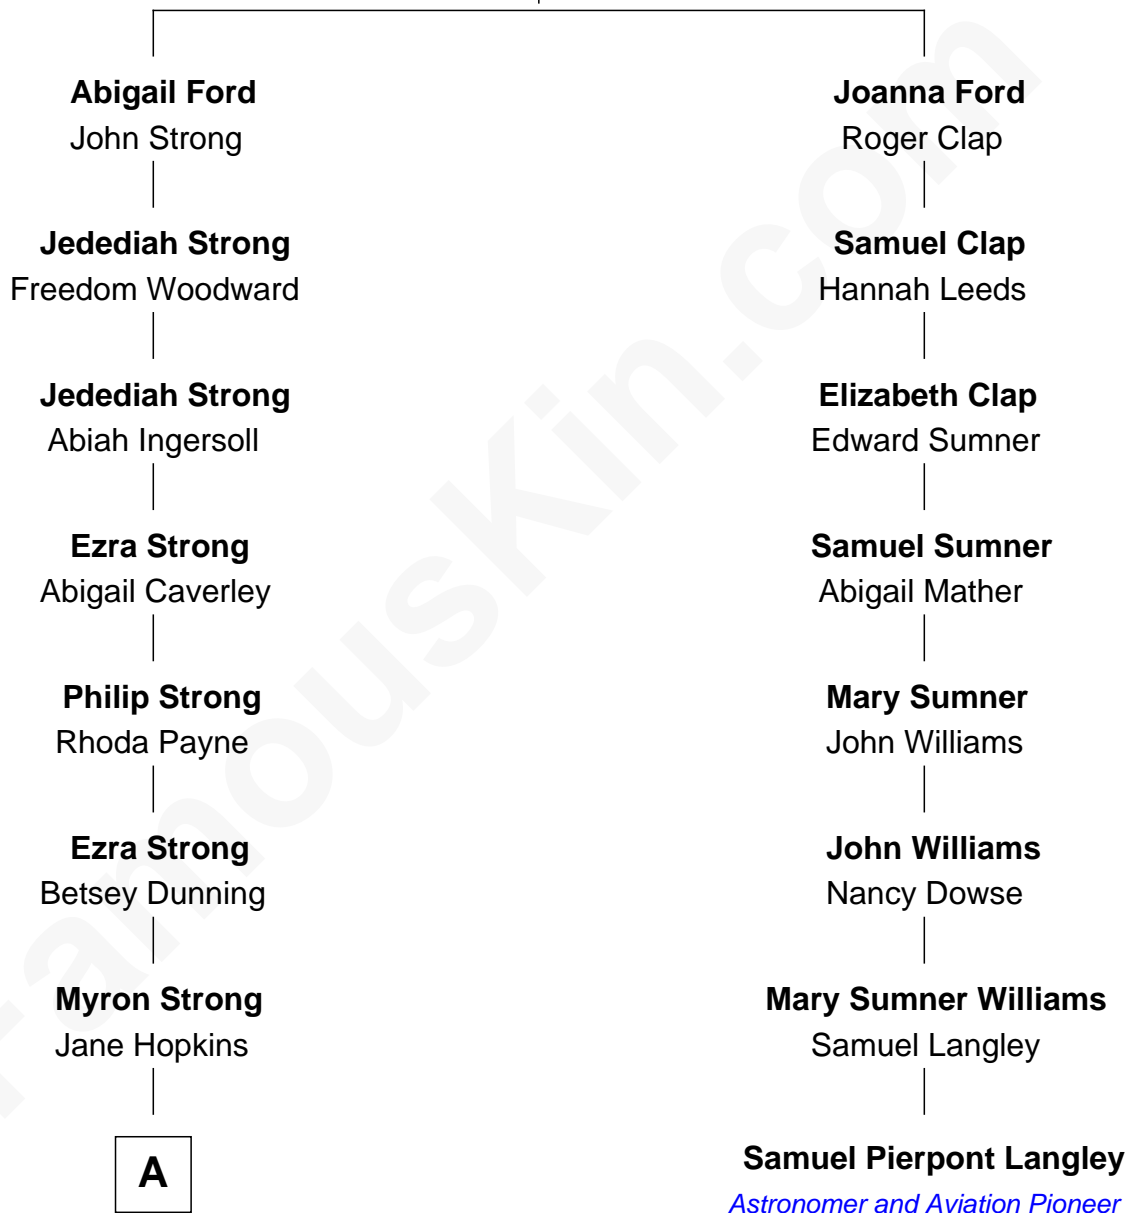 Abigail Ford
John Strong
Joanna Ford
Roger Clap
Jedediah Strong
Freedom Woodward
Samuel Clap
Hannah Leeds
Jedediah Strong
Abiah Ingersoll
Elizabeth Clap
Edward Sumner
Ezra Strong
Abigail Caverley
Samuel Sumner
Abigail Mather
Philip Strong
Rhoda Payne
Mary Sumner
John Williams
Ezra Strong
Betsey Dunning
John Williams
Nancy Dowse
Myron Strong
Jane Hopkins
Mary Sumner Williams
Samuel Langley
A
Samuel Pierpont Langley
Astronomer and Aviation Pioneer
FamousKin.com